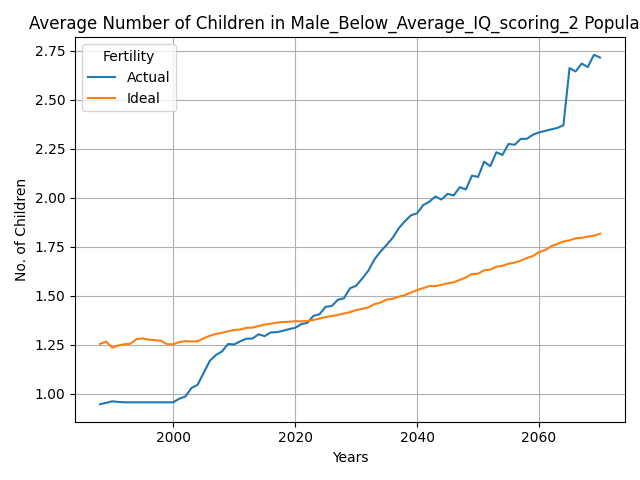 Average Number of Children in Male_Below_Average_IQ_scoring_2 Popula
Fertility
Actual
Ideal
2.75
2.50
2.25
2.00
1.75
1.50
1.25
1.00
No. of Children
2000 2020 2040 2060
Years